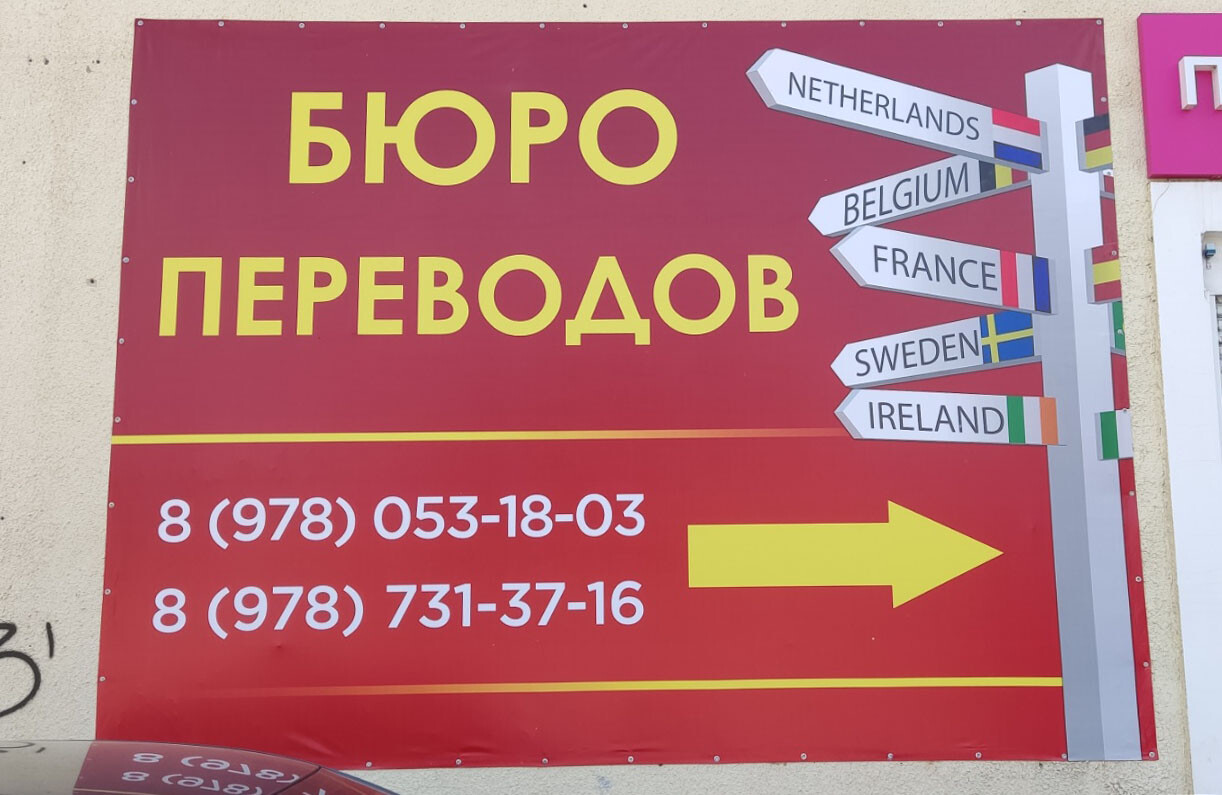 БЮРО
ПЕРЕВОДОВ
NETHERLANDS
BELGIUM
FRANCE
SWEDEN
IRELAND
8 (978) 053-18-03
8 (978) 731-37-16